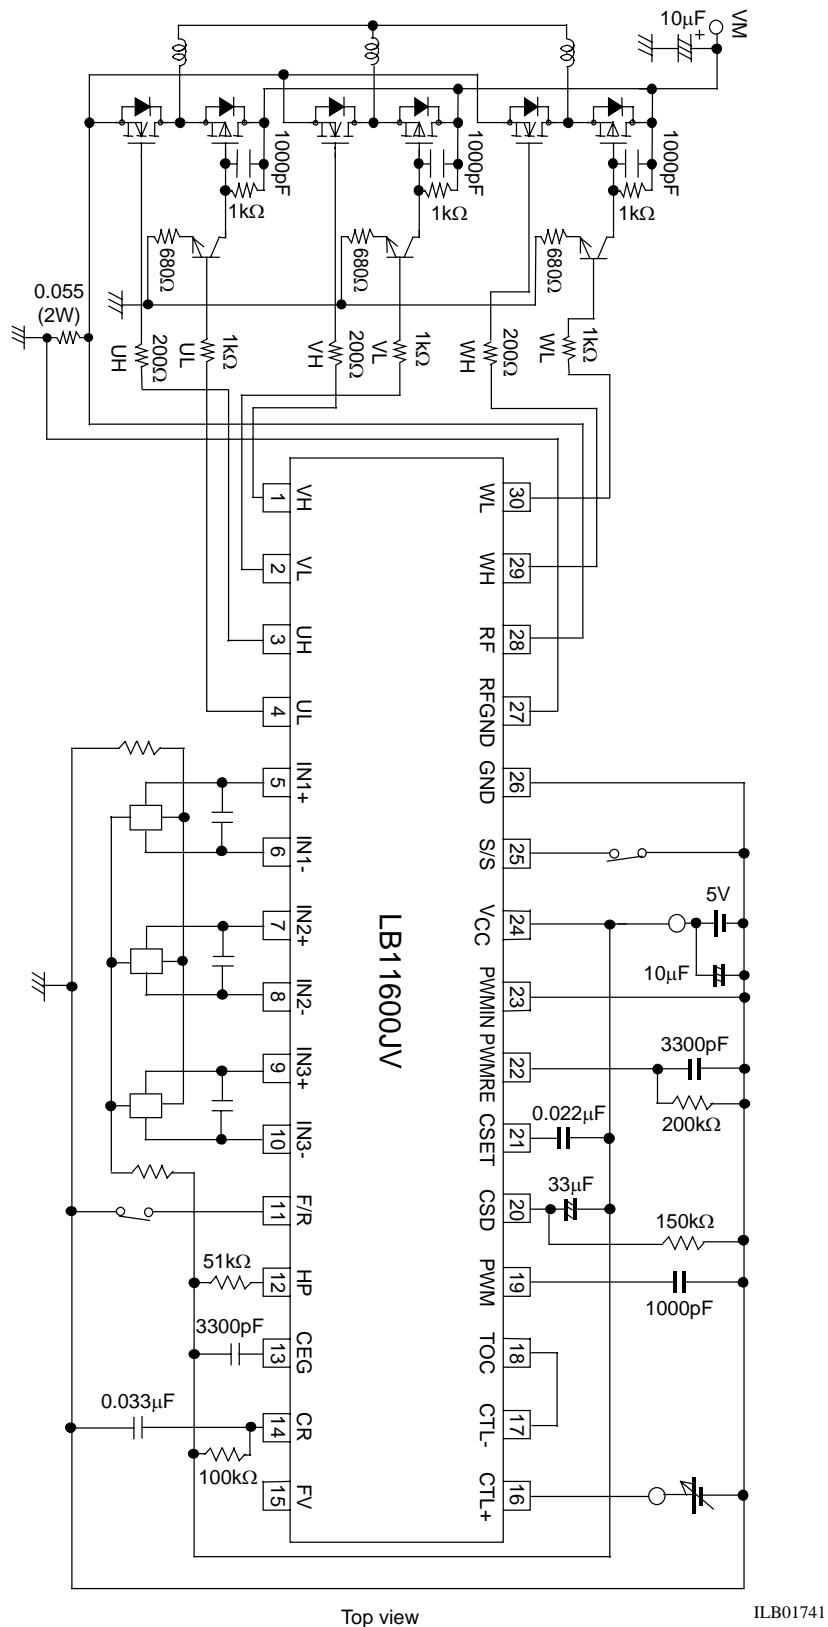 10μF
+
VM
1000pF
1000pF
1000pF
1kΩ
1kΩ
1kΩ
680Ω
680Ω
680Ω
0.055
(2W)
UH
200Ω
UL
1kΩ
VH
200Ω
VL
1kΩ
WH
200Ω
WL
1kΩ
1
VH
WL
30
2
VL
WH
29
3
UH
RF
28
4
UL
RFGND
27
5
IN1+
GND
26
6
IN1-
S/S
25
5V
7
IN2+
VCC
24
10μF
8
IN2-
PWMIN
23
LB11600JV
3300pF
9
IN3+
PWMRE
22
200kΩ
0.022μF
10
IN3-
CSET
21
33μF
11
F/R
CSD
20
150kΩ
51kΩ
12
HP
PWM
19
1000pF
3300pF
13
CEG
TOC
18
0.033μF
14
CR
CTL-
17
100kΩ
15
FV
CTL+
16
Top view
ILB01741